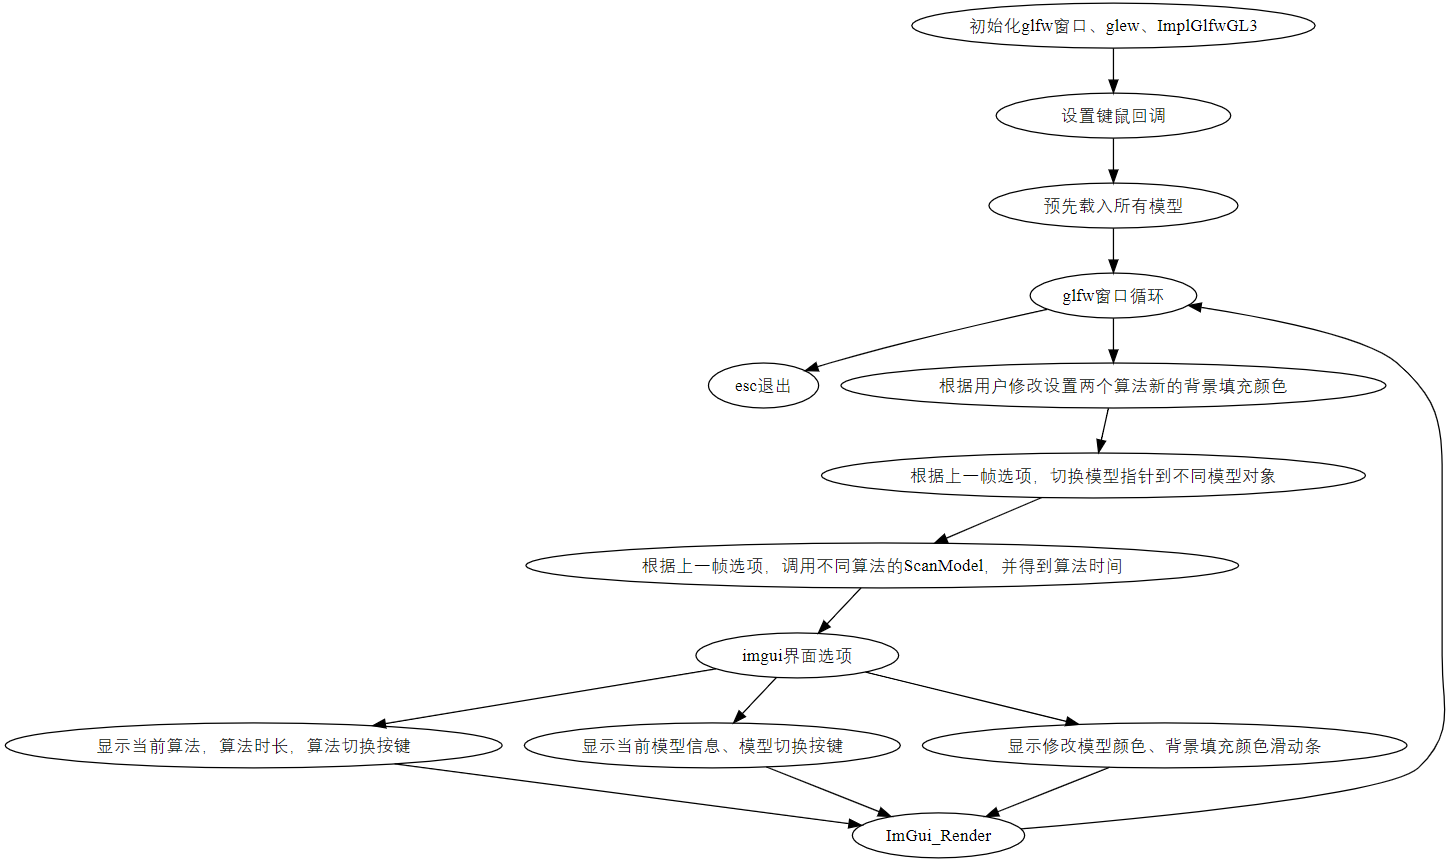 初始化glfw窗口、glew、ImplGlfwGL3
设置键鼠回调
预先载入所有模型
glfw窗口循环
esc退出
根据用户修改设置两个算法新的背景填充颜色
根据上一帧选项，切换模型指针到不同模型对象
根据上一帧选项，调用不同算法的ScanModel，并得到算法时间
imgui界面选项
显示当前算法，算法时长，算法切换按键
显示当前模型信息、模型切换按键
显示修改模型颜色、背景填充颜色滑动条
ImGui_Render